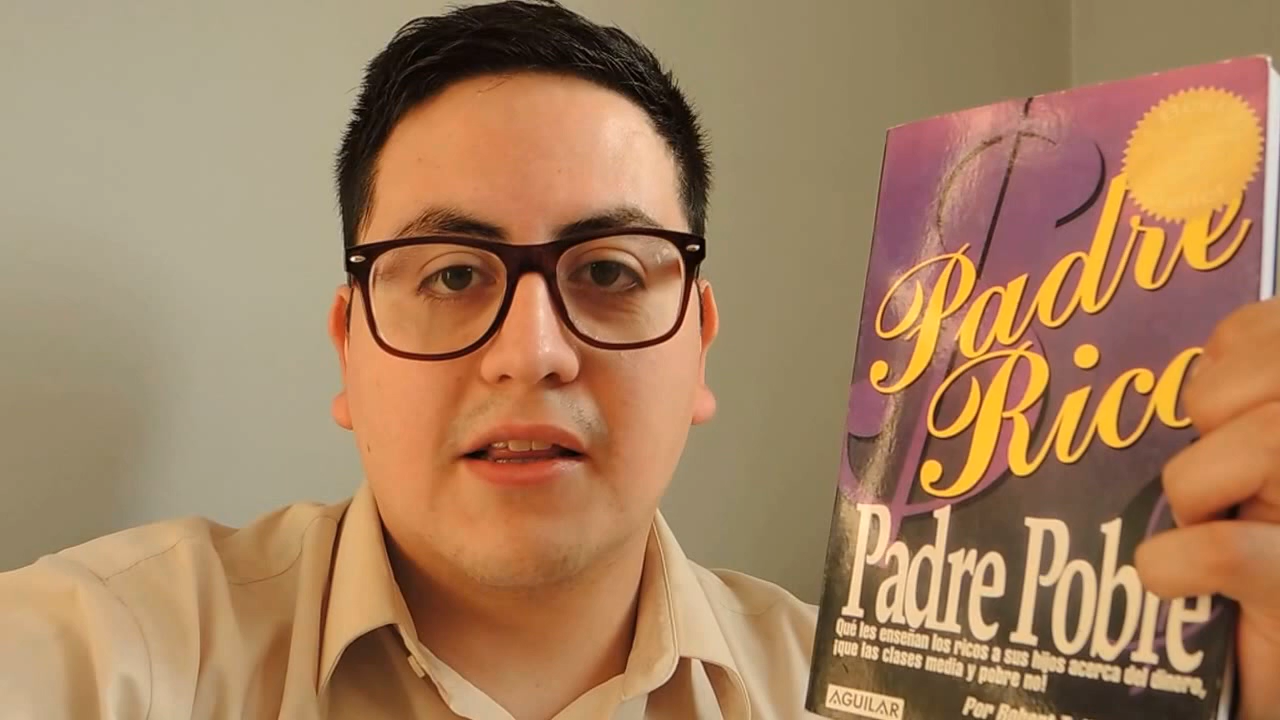 Padre
Rico
Padre Pobre
Qué les enseñan los ricos a sus hijos acerca del dinero,
¡que las clases media y pobre no!
AGUILAR
Por